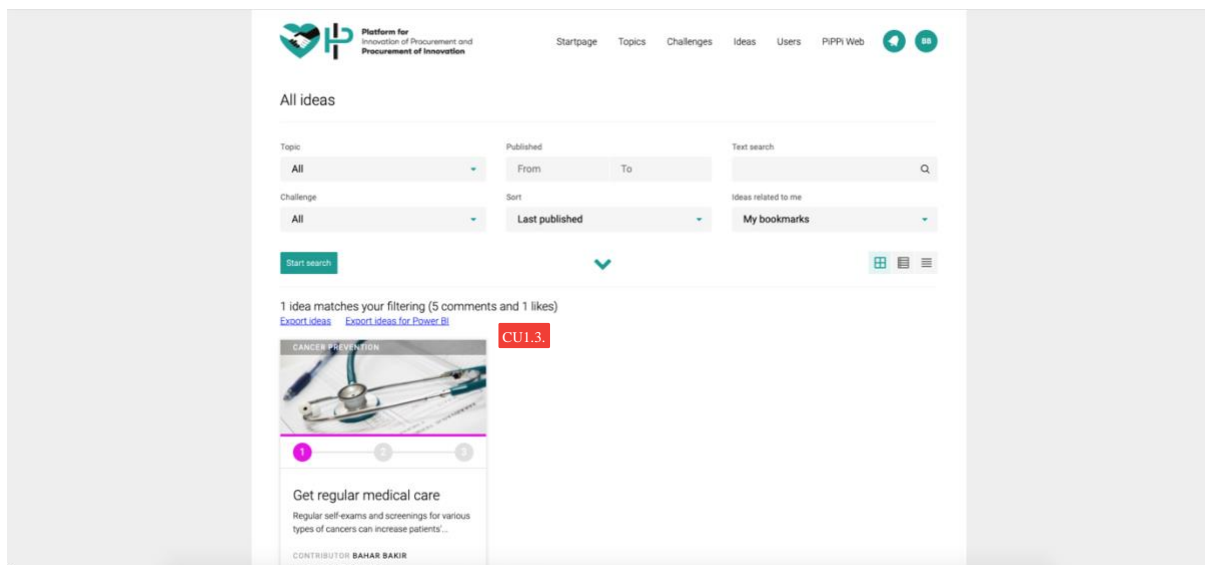 Platform for
Innovation of Procurement and
Procurement of Innovation
Startpage Topics Challenges Ideas Users PiPPi Web BB
All ideas
Topic Published Text search
All From To
Challenge Sort Ideas related to me
All Last published My bookmarks
Start search
1 idea matches your filtering (5 comments and 1 likes)
Export ideas Export ideas for Power BI
CU1.3.
CANCER PREVENTION
1 2 3
Get regular medical care
Regular self-exams and screenings for various
types of cancers can increase patients'...
CONTRIBUTOR BAHAR BAKIR